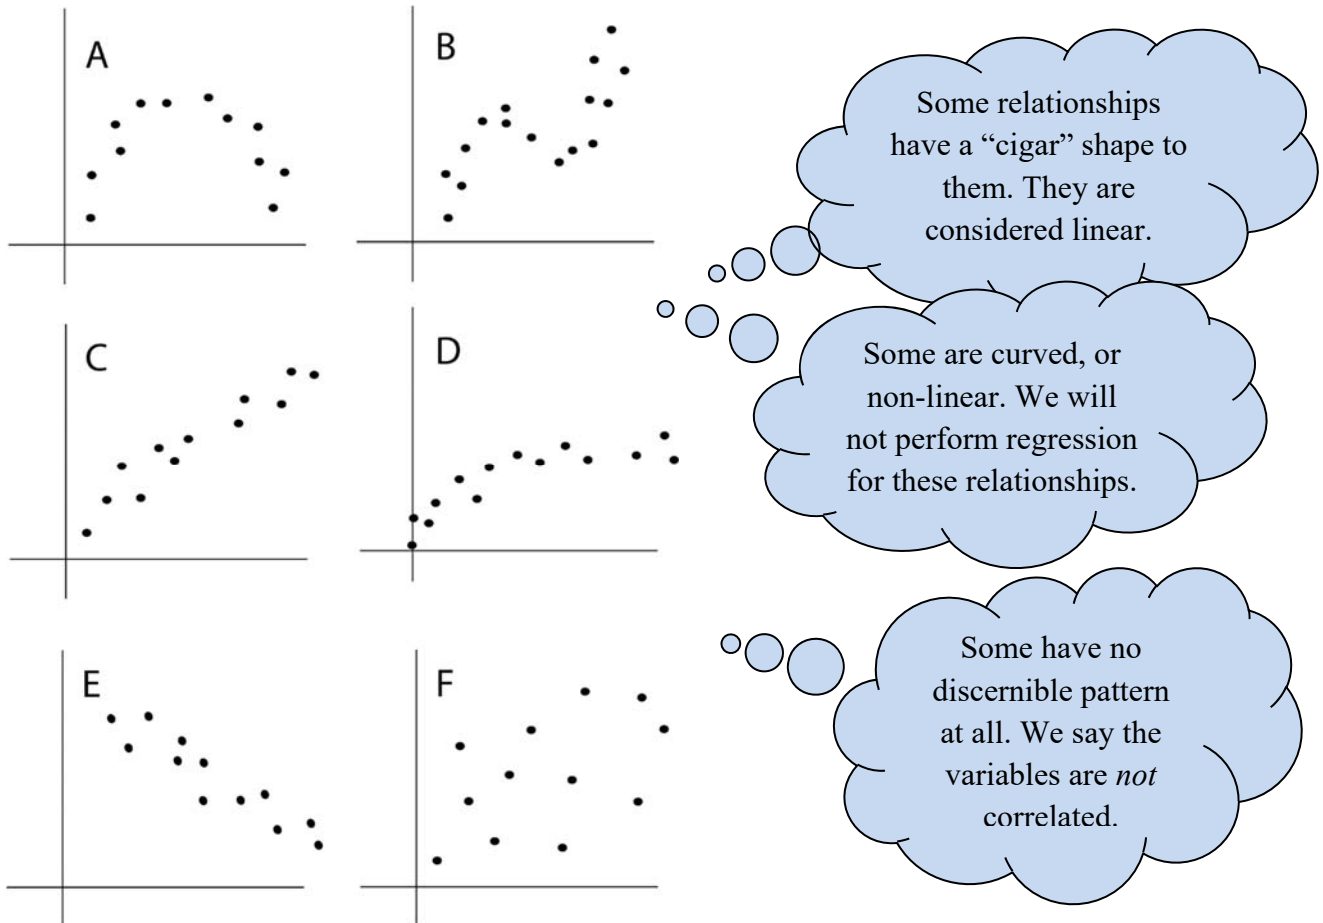 A
B
Some relationships
have a “cigar” shape to
them. They are
considered linear.
C
D
Some are curved, or
non-linear. We will
not perform regression
for these relationships.
E
F
Some have no
discernible pattern
at all. We say the
variables are not
correlated.